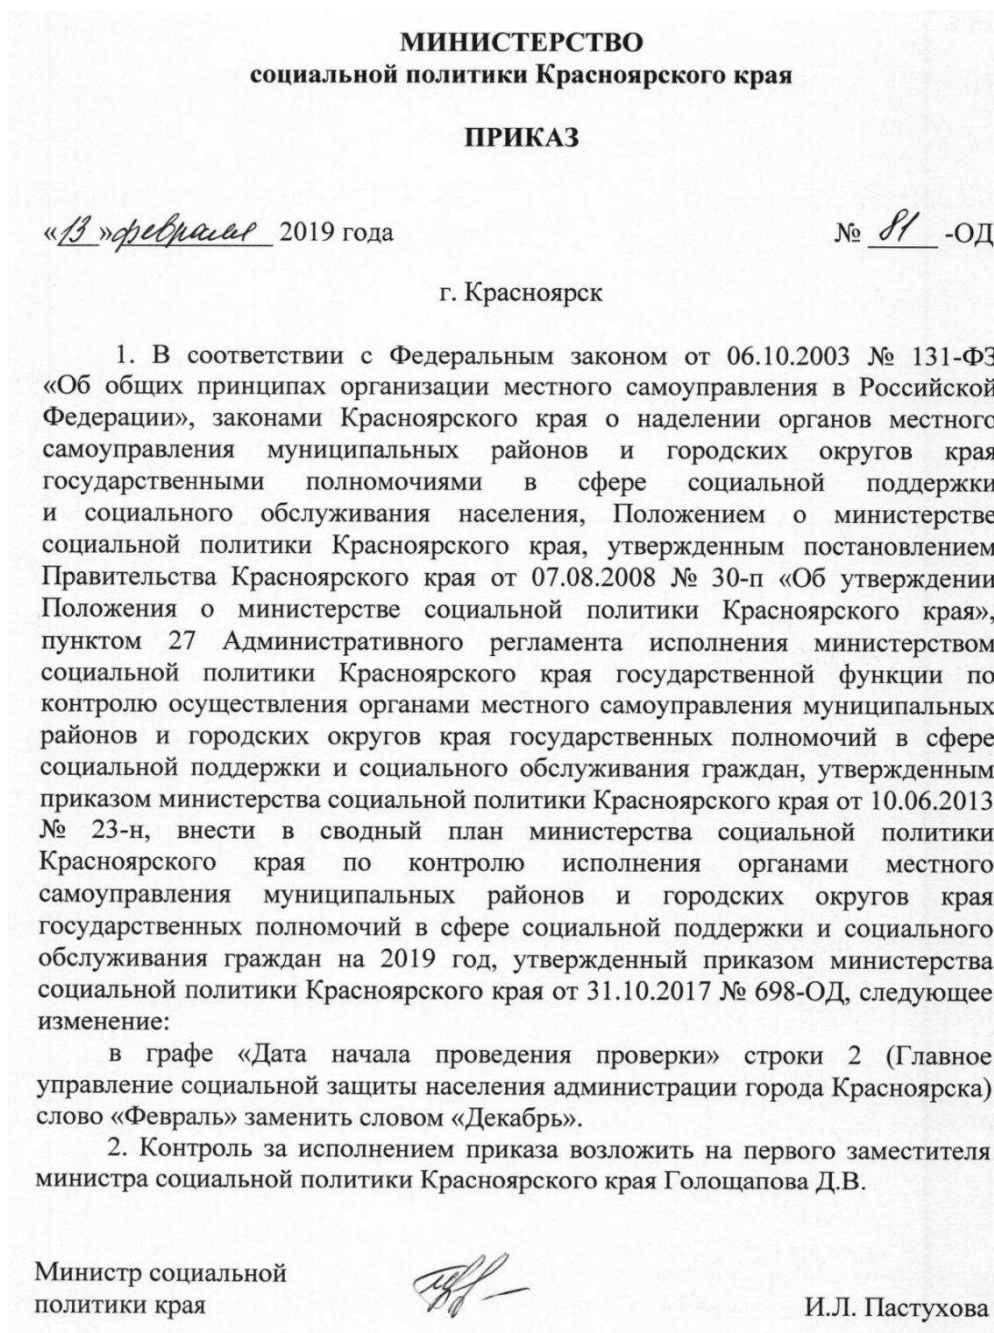 МИНИСТЕРСТВО
социальной политики Красноярского края
ПРИКАЗ
«13»февраля 2019 года № 81 -ОД
г. Красноярск
1. В соответствии с Федеральным законом от 06.10.2003 № 131-ФЗ
«Об общих принципах организации местного самоуправления в Российской
Федерации», законами Красноярского края о наделении органов местного
самоуправления муниципальных районов и городских округов края
государственными полномочиями в сфере социальной поддержки
и социального обслуживания населения, Положением о министерстве
социальной политики Красноярского края, утвержденным постановлением
Правительства Красноярского края от 07.08.2008 № 30-п «Об утверждении
Положения о министерстве социальной политики Красноярского края»,
пунктом 27 Административного регламента исполнения министерством
социальной политики Красноярского края государственной функции по
контролю осуществления органами местного самоуправления муниципальных
районов и городских округов края государственных полномочий в сфере
социальной поддержки и социального обслуживания граждан, утвержденным
приказом министерства социальной политики Красноярского края от 10.06.2013
№ 23-н, внести в сводный план министерства социальной политики
Красноярского края по контролю исполнения органами местного
самоуправления муниципальных районов и городских округов края
государственных полномочий в сфере социальной поддержки и социального
обслуживания граждан на 2019 год, утвержденный приказом министерства
социальной политики Красноярского края от 31.10.2017 № 698-ОД, следующее
изменение:
в графе «Дата начала проведения проверки» строки 2 (Главное
управление социальной защиты населения администрации города Красноярска)
слово «Февраль» заменить словом «Декабрь».
2. Контроль за исполнением приказа возложить на первого заместителя
министра социальной политики Красноярского края Голощапова Д.В.
Министр социальной
политики края И.Л. Пастухова